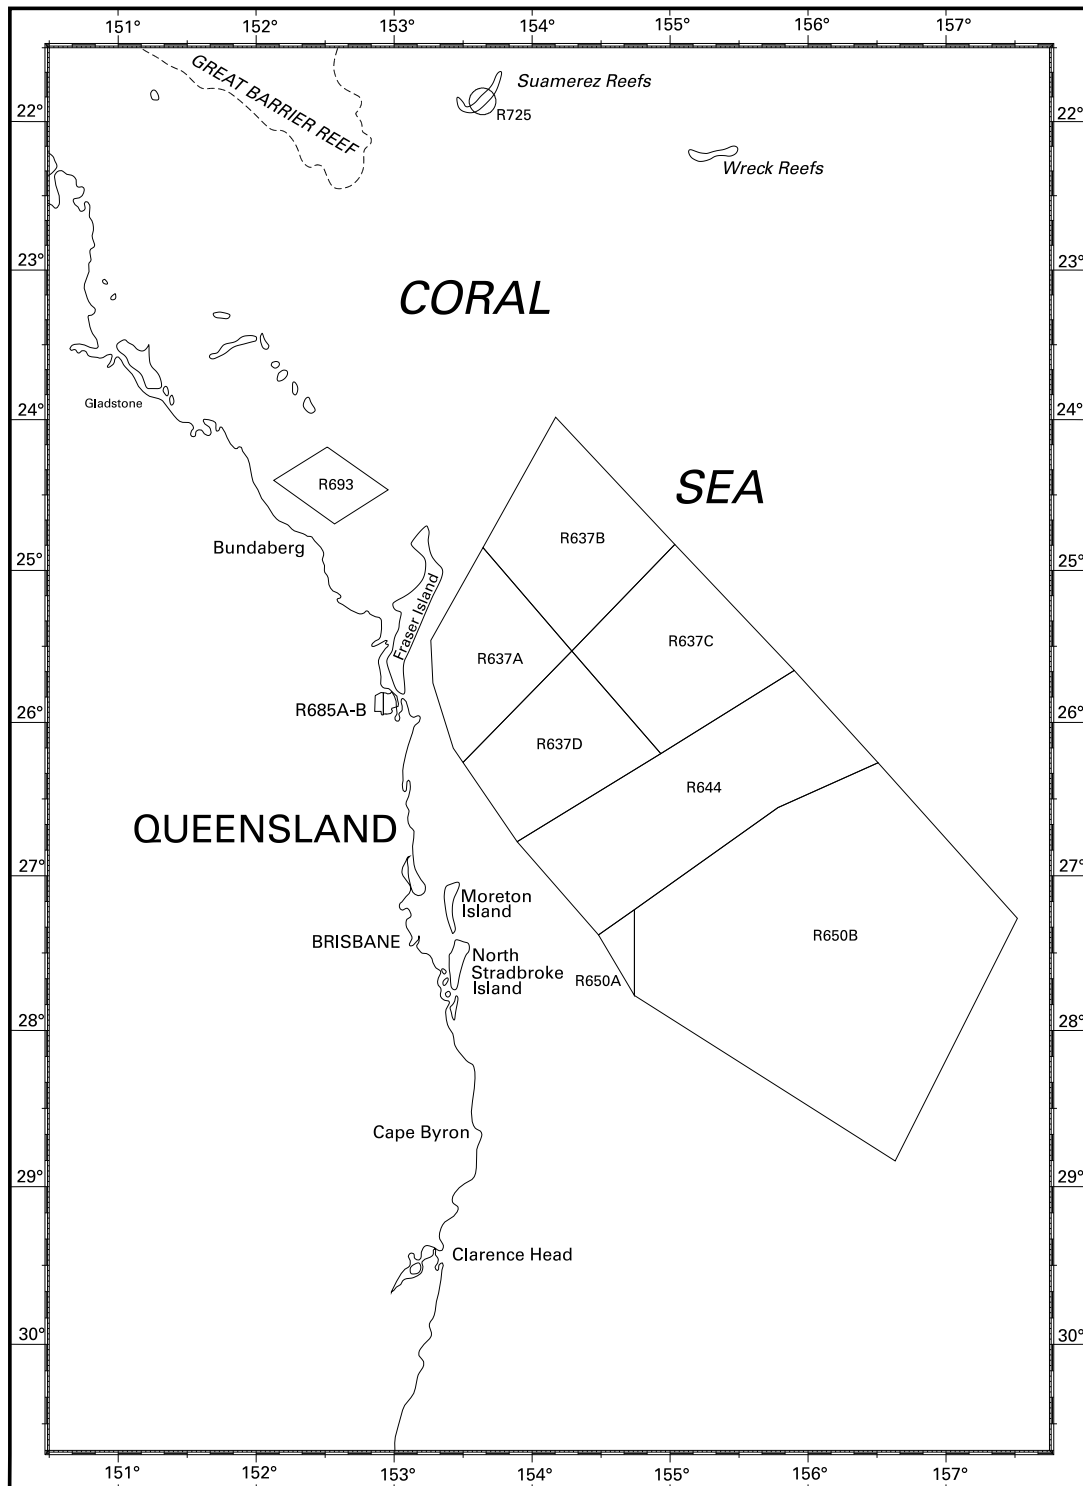 151° 152° 153° 154° 155° 156° 157°
GREAT BARRIER REEF
Suamerez Reefs
R725
22° 22°
Wreck Reefs
23° 23°
CORAL
Gladstone
24° 24°
SEA
R693
R637B
Bundaberg
25° 25°
Fraser Island
R637C
R637A
R685A-B
26° 26°
R637D
R644
QUEENSLAND
27° 27°
Moreton
Island
BRISBANE
R650B
North
Stradbroke
Island
R650A
28° 28°
Cape Byron
29° 29°
Clarence Head
30° 30°
151° 152° 153° 154° 155° 156° 157°